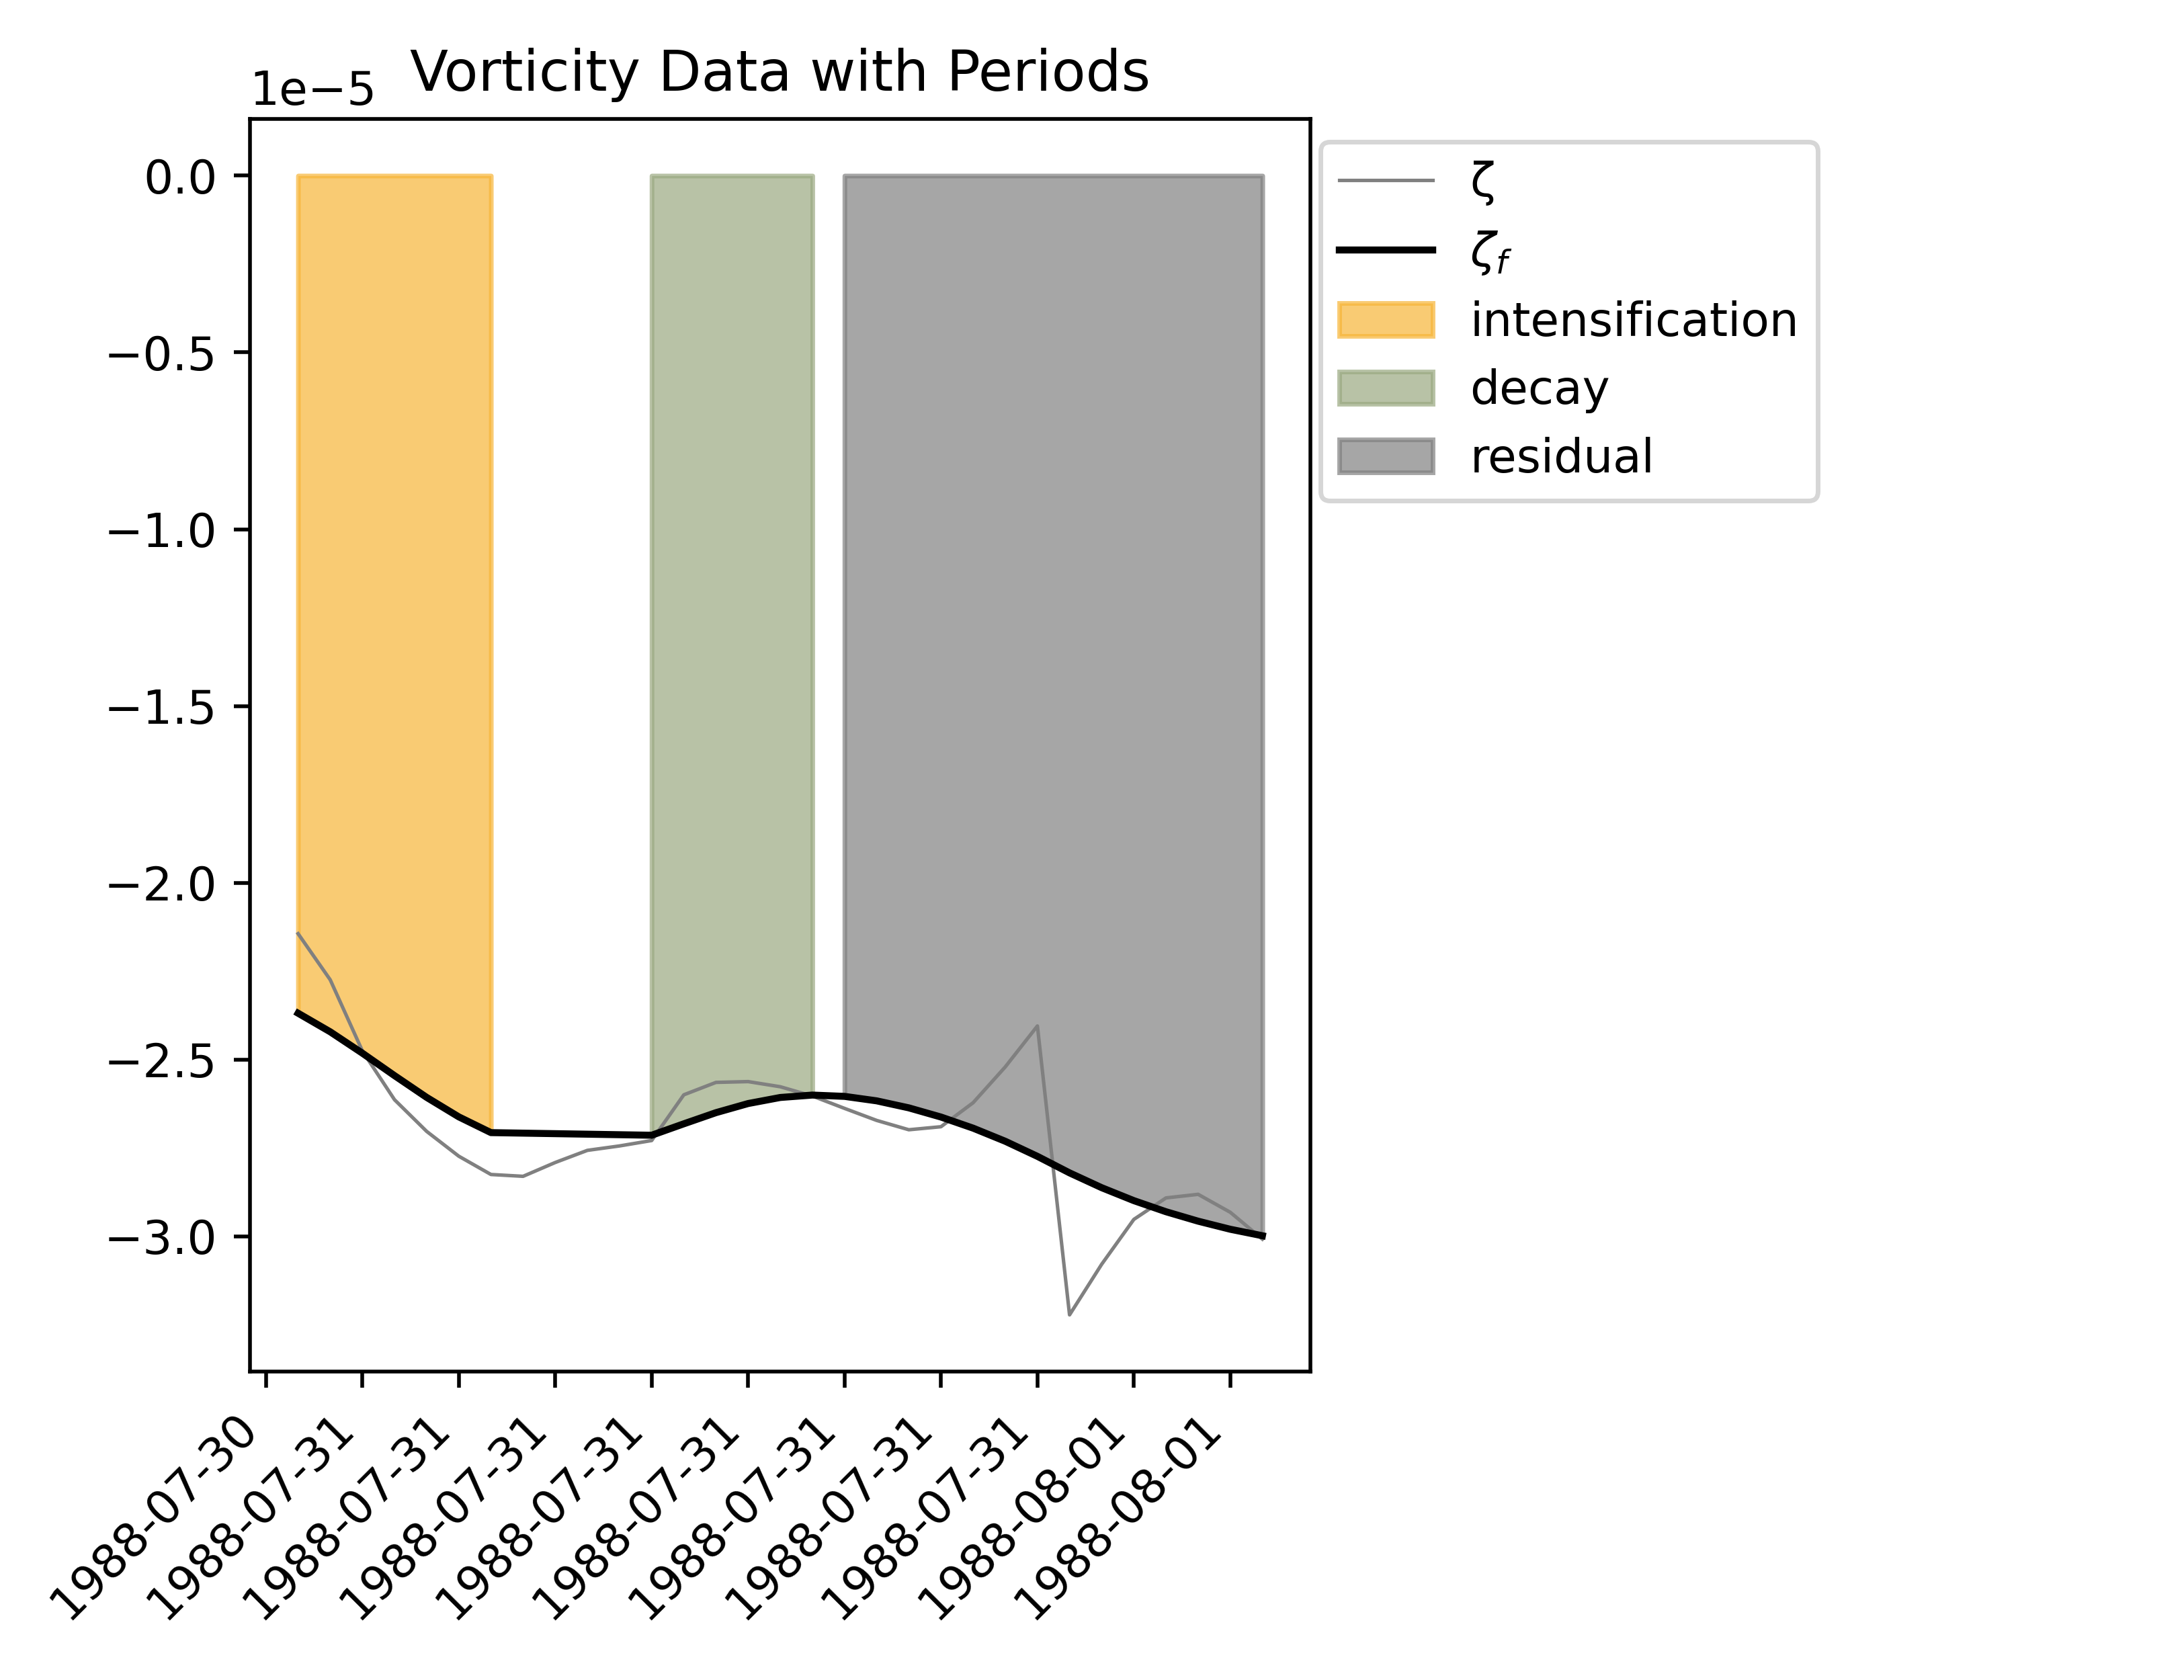 Vorticity Data with Periods
1e−5
0.0
−0.5
−1.0
−1.5
−2.0
−2.5
−3.0
1988-07-30
1988-07-31
1988-07-31
1988-07-31
1988-07-31
1988-07-31
1988-07-31
1988-07-31
1988-07-31
1988-08-01
1988-08-01
ζ
ζf
intensification
decay
residual